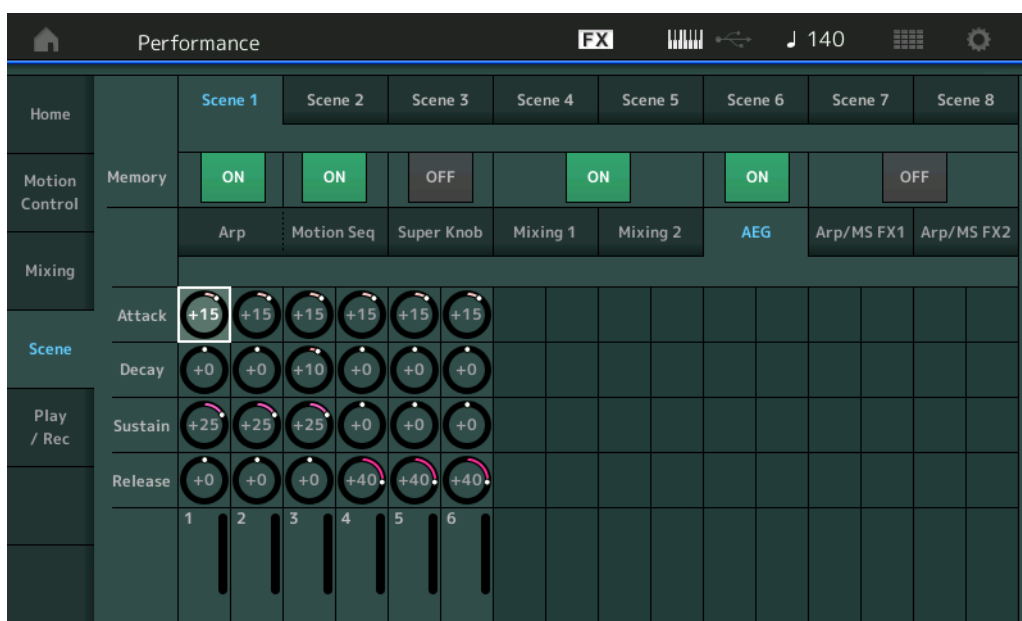 Performance FX 140
Scene 1 Scene 2 Scene 3 Scene 4 Scene 5 Scene 6 Scene 7 Scene 8
Home
Motion
Control
Mixing
Scene
Play
/ Rec
Memory ON ON OFF ON ON OFF
Arp Motion Seq Super Knob Mixing 1 Mixing 2 AEG Arp/MS FX1 Arp/MS FX2
Attack +15 +15 +15 +15 +15 +15
Decay +0 +0 +10 +0 +0 +0
Sustain +25 +25 +25 +0 +0 +0
Release +0 +0 +0 +40 +40 +40
1 2 3 4 5 6